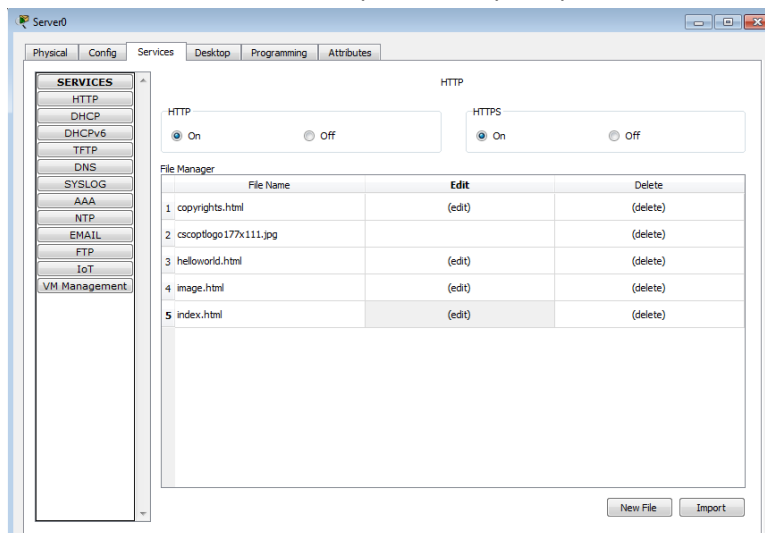 Server0
Physical Config Services Desktop Programming Attributes
SERVICES
HTTP
DHCP
DHCPv6
TFTP
DNS
SYSLOG
AAA
NTP
EMAIL
FTP
IoT
VM Management
HTTP
HTTP
On Off
HTTPS
On Off
File Manager
File Name Edit Delete
1 copyrights.html (edit) (delete)
2 cscoptlogo177x111.jpg (delete)
3 helloworld.html (edit) (delete)
4 image.html (edit) (delete)
5 index.html (edit) (delete)
New File Import